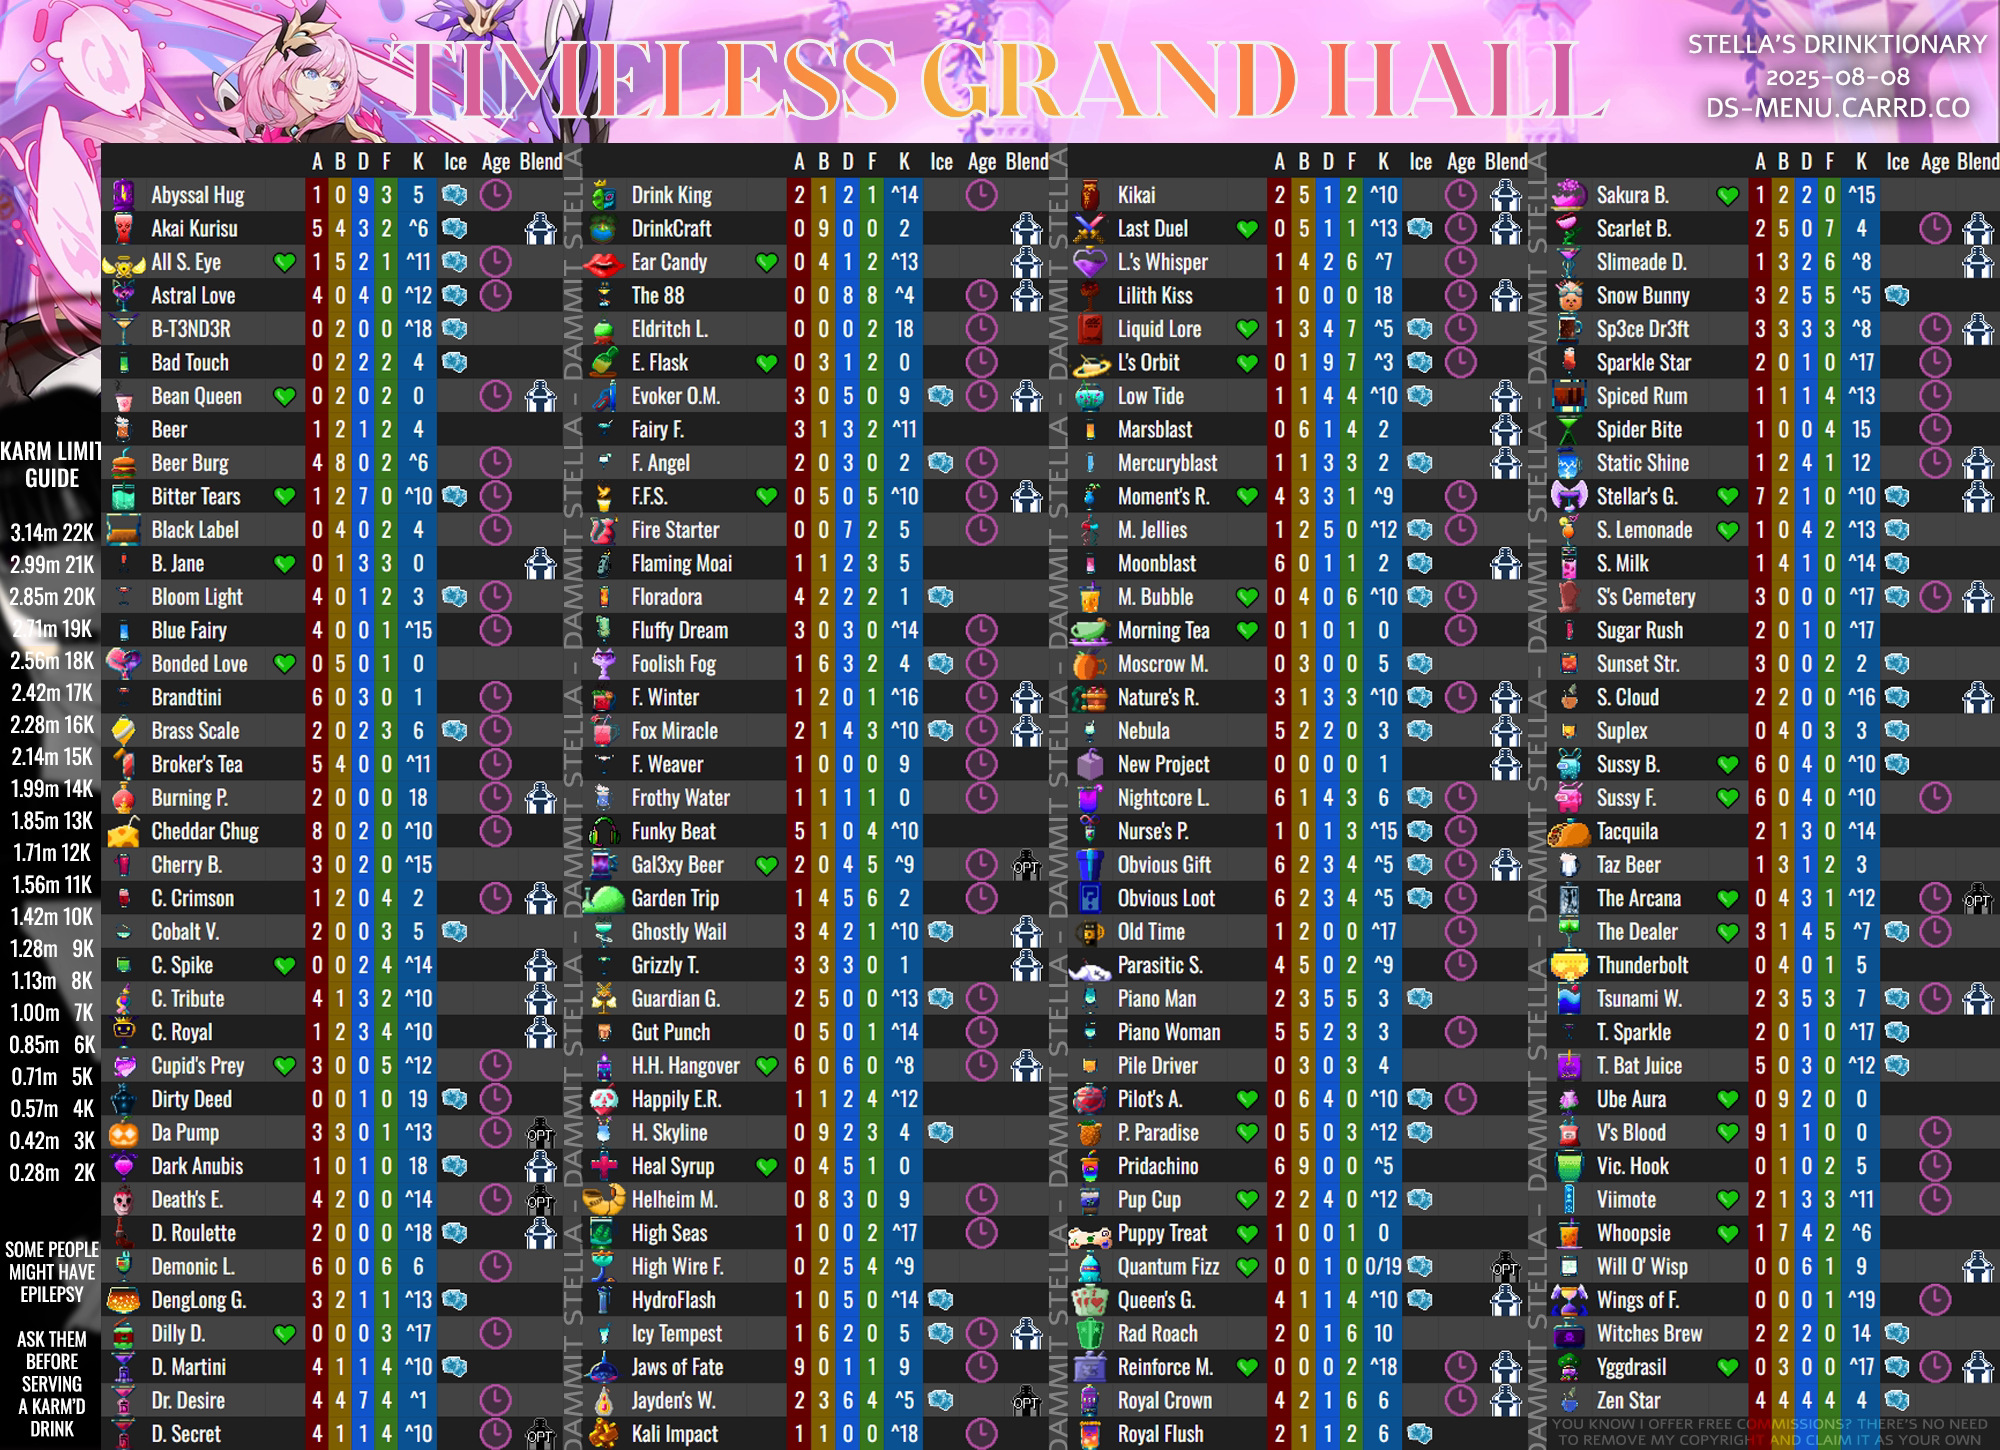 TIMELESS GRAND HALL
STELLA'S DRINKTIONARY
2025-08-08
DS-MENU.CARRD.CO
KARM LIMIT
GUIDE
3.14m 22K
2.99m 21K
2.85m 20K
2.71m 19K
2.56m 18K
2.42m 17K
2.28m 16K
2.14m 15K
1.99m 14K
1.85m 13K
1.71m 12K
1.56m 11K
1.42m 10K
1.28m 9K
1.13m 8K
1.00m 7K
0.85m 6K
0.71m 5K
0.57m 4K
0.42m 3K
0.28m 2K
SOME PEOPLE
MIGHT HAVE
EPILEPSY
ASK THEM
BEFORE
SERVING
A KARM'D
DRINK
A B D F K Ice Age Blend
Abyssal Hug 1 0 9 3 5
Akai Kurisu 5 4 3 2 ^6
All S. Eye 1 5 2 1 ^11
Astral Love 4 0 4 0 ^12
B-T3ND3R 0 2 0 0 ^18
Bad Touch 0 2 2 2 4
Bean Queen 0 2 0 2 0
Beer 1 2 1 2 4
Beer Burg 4 8 0 2 ^6
Bitter Tears 1 2 7 0 ^10
Black Label 0 4 0 2 4
B. Jane 0 1 3 3 0
Bloom Light 4 0 1 2 3
Blue Fairy 4 0 0 1 ^15
Bonded Love 0 5 0 1 0
Brandtini 6 0 3 0 1
Brass Scale 2 0 2 3 6
Broker's Tea 5 4 0 0 ^11
Burning P. 2 0 0 0 18
Cheddar Chug 8 0 2 0 ^10
Cherry B. 3 0 2 0 ^15
C. Crimson 1 2 0 4 2
Cobalt V. 2 0 0 3 5
C. Spike 0 0 2 4 ^14
C. Tribute 4 1 3 2 ^10
C. Royal 1 2 3 4 ^10
Cupid's Prey 3 0 0 5 ^12
Dirty Deed 0 0 1 0 19
Da Pump 3 3 0 1 ^13 OPT
Dark Anubis 1 0 1 0 18
Death's E. 4 2 0 0 ^14 OPT
D. Roulette 2 0 0 0 ^18
Demonic L. 6 0 0 6 6
DengLong G. 3 2 1 1 ^13
Dilly D. 0 0 0 3 ^17
D. Martini 4 1 1 4 ^10
Dr. Desire 4 4 7 4 ^1
D. Secret 4 1 1 4 ^10 OPT
A B D F K Ice Age Blend
Drink King 2 1 2 1 ^14
DrinkCraft 0 9 0 0 2
Ear Candy 0 4 1 2 ^13
The 88 0 0 8 8 ^4
Eldritch L. 0 0 0 2 18
E. Flask 0 3 1 2 0
Evoker O.M. 3 0 5 0 9
Fairy F. 3 1 3 2 ^11
F. Angel 2 0 3 0 2
F.F.S. 0 5 0 5 ^10
Fire Starter 0 0 7 2 5
Flaming Moai 1 1 2 3 5
Floradora 4 2 2 2 1
Fluffy Dream 3 0 3 0 ^14
Foolish Fog 1 6 3 2 4
F. Winter 1 2 0 1 ^16
Fox Miracle 2 1 4 3 ^10
F. Weaver 1 0 0 0 9
Frothy Water 1 1 1 1 0
Funky Beat 5 1 0 4 ^10
Gal3xy Beer 2 0 4 5 ^9 OPT
Garden Trip 1 4 5 6 2
Ghostly Wail 3 4 2 1 ^10
Grizzly T. 3 3 3 0 1
Guardian G. 2 5 0 0 ^13
Gut Punch 0 5 0 1 ^14
H.H. Hangover 6 0 6 0 ^8
Happily E.R. 1 1 2 4 ^12
H. Skyline 0 9 2 3 4
Heal Syrup 0 4 5 1 0
Helheim M. 0 8 3 0 9
High Seas 1 0 0 2 ^17
High Wire F. 0 2 5 4 ^9
HydroFlash 1 0 5 0 ^14
Icy Tempest 1 6 2 0 5
Jaws of Fate 9 0 1 1 9
Jayden's W. 2 3 6 4 ^5 OPT
Kali Impact 1 1 0 0 ^18
A B D F K Ice Age Blend
Kikai 2 5 1 2 ^10
Last Duel 0 5 1 1 ^13
L.'s Whisper 1 4 2 6 ^7
Lilith Kiss 1 0 0 0 18
Liquid Lore 1 3 4 7 ^5
L's Orbit 0 1 9 7 ^3
Low Tide 1 1 4 4 ^10
Marsblast 0 6 1 4 2
Mercuryblast 1 1 3 3 2
Moment's R. 4 3 3 1 ^9
M. Jellies 1 2 5 0 ^12
Moonblast 6 0 1 1 2
M. Bubble 0 4 0 6 ^10
Morning Tea 0 1 0 1 0
Moscrow M. 0 3 0 0 5
Nature's R. 3 1 3 3 ^10
Nebula 5 2 2 0 3
New Project 0 0 0 0 1
Nightcore L. 6 1 4 3 6
Nurse's P. 1 0 1 3 ^15
Obvious Gift 6 2 3 4 ^5
Obvious Loot 6 2 3 4 ^5
Old Time 1 2 0 0 ^17
Parasitic S. 4 5 0 2 ^9
Piano Man 2 3 5 5 3
Piano Woman 5 5 2 3 3
Pile Driver 0 3 0 3 4
Pilot's A. 0 6 4 0 ^10
P. Paradise 0 5 0 3 ^12
Pridachino 6 9 0 0 ^5
Pup Cup 2 2 4 0 ^12
Puppy Treat 1 0 0 1 0
Quantum Fizz 0 0 1 0 0/19 OPT
Queen's G. 4 1 1 4 ^10
Rad Roach 2 0 1 6 10
Reinforce M. 0 0 0 2 ^18
Royal Crown 4 2 1 6 6
Royal Flush 2 1 1 2 6
A B D F K Ice Age Blend
Sakura B. 1 2 2 0 ^15
Scarlet B. 2 5 0 7 4
Slimeade D. 1 3 2 6 ^8
Snow Bunny 3 2 5 5 ^5
Sp3ce Dr3ft 3 3 3 3 ^8
Sparkle Star 2 0 1 0 ^17
Spiced Rum 1 1 1 4 ^13
Spider Bite 1 0 0 4 15
Static Shine 1 2 4 1 12
Stellar's G. 7 2 1 0 ^10
S. Lemonade 1 0 4 2 ^13
S. Milk 1 4 1 0 ^14
S's Cemetery 3 0 0 0 ^17
Sugar Rush 2 0 1 0 ^17
Sunset Str. 3 0 0 2 2
S. Cloud 2 2 0 0 ^16
Suplex 0 4 0 3 3
Sussy B. 6 0 4 0 ^10
Sussy F. 6 0 4 0 ^10
Tacquila 2 1 3 0 ^14
Taz Beer 1 3 1 2 3
The Arcana 0 4 3 1 ^12 OPT
The Dealer 3 1 4 5 ^7
Thunderbolt 0 4 0 1 5
Tsunami W. 2 3 5 3 7
T. Sparkle 2 0 1 0 ^17
T. Bat Juice 5 0 3 0 ^12
Ube Aura 0 9 2 0 0
V's Blood 9 1 1 0 0
Vic. Hook 0 1 0 2 5
Viimote 2 1 3 3 ^11
Whoopsie 1 7 4 2 ^6
Will O' Wisp 0 0 6 1 9
Wings of F. 0 0 0 1 ^19
Witches Brew 2 2 2 0 14
Yggdrasil 0 3 0 0 ^17
Zen Star 4 4 4 4 4
YOU KNOW I OFFER FREE COMMISSIONS? THERE'S NO NEED
TO REMOVE MY COPYRIGHT AND CLAIM IT AS YOUR OWN
DAMMIT STELLA - DAMMIT STELLA - DAMMIT STELLA